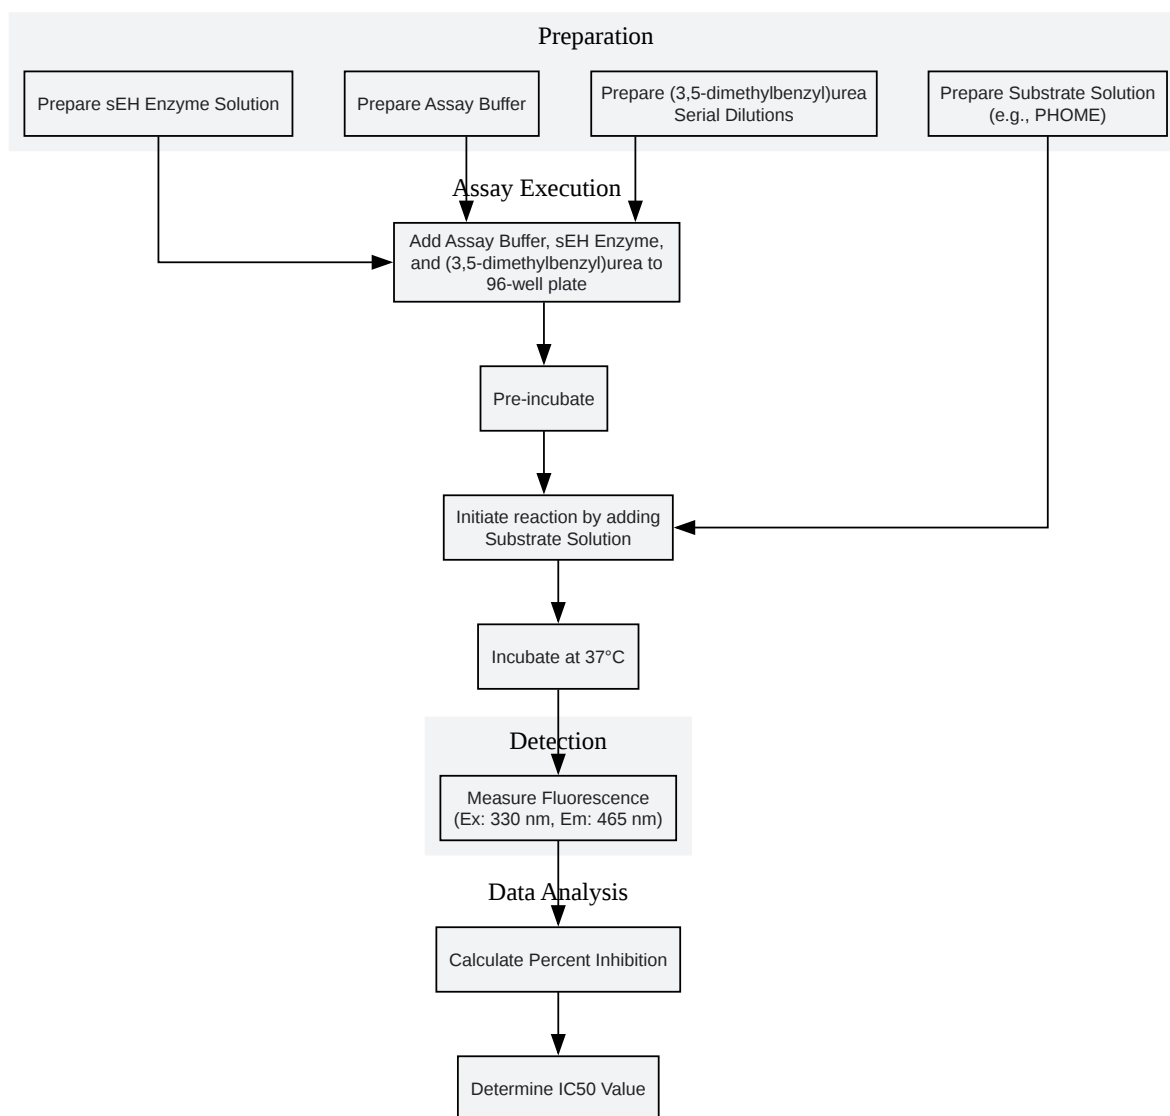 Preparation
Prepare sEH Enzyme Solution
Prepare Assay Buffer
Prepare (3,5-dimethylbenzyl)urea
Serial Dilutions
Prepare Substrate Solution
(e.g., PHOME)
Assay Execution
Add Assay Buffer, sEH Enzyme,
and (3,5-dimethylbenzyl)urea to
96-well plate
Pre-incubate
Initiate reaction by adding
Substrate Solution
Incubate at 37°C
Detection
Measure Fluorescence
(Ex: 330 nm, Em: 465 nm)
Data Analysis
Calculate Percent Inhibition
Determine IC50 Value